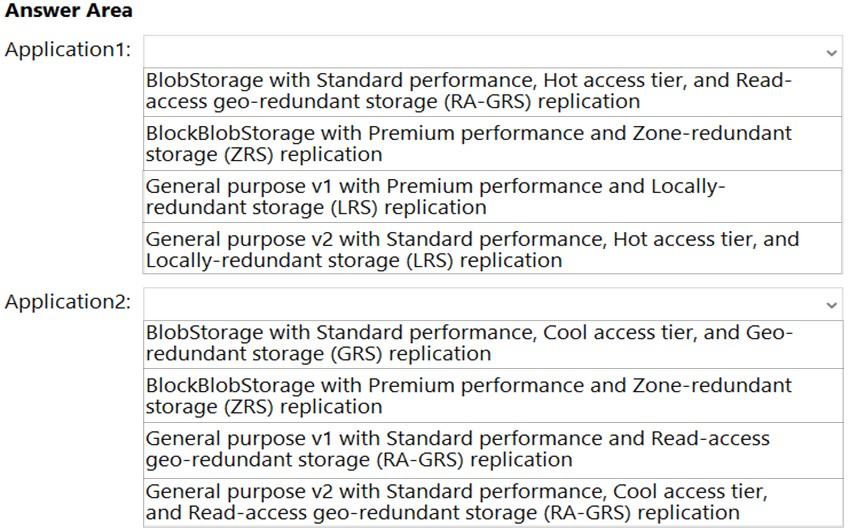 Answer Area
Application1:
BlobStorage with Standard performance, Hot access tier, and Read-
access geo-redundant storage (RA-GRS) replication
BlockBlobStorage with Premium performance and Zone-redundant
storage (ZRS) replication
General purpose v1 with Premium performance and Locally-
redundant storage (LRS) replication
General purpose v2 with Standard performance, Hot access tier, and
Locally-redundant storage (LRS) replication
Application2:
BlobStorage with Standard performance, Cool access tier, and Geo-
redundant storage (GRS) replication
BlockBlobStorage with Premium performance and Zone-redundant
storage (ZRS) replication
General purpose v1 with Standard performance and Read-access
geo-redundant storage (RA-GRS) replication
General purpose v2 with Standard performance, Cool access tier,
and Read-access geo-redundant storage (RA-GRS) replication